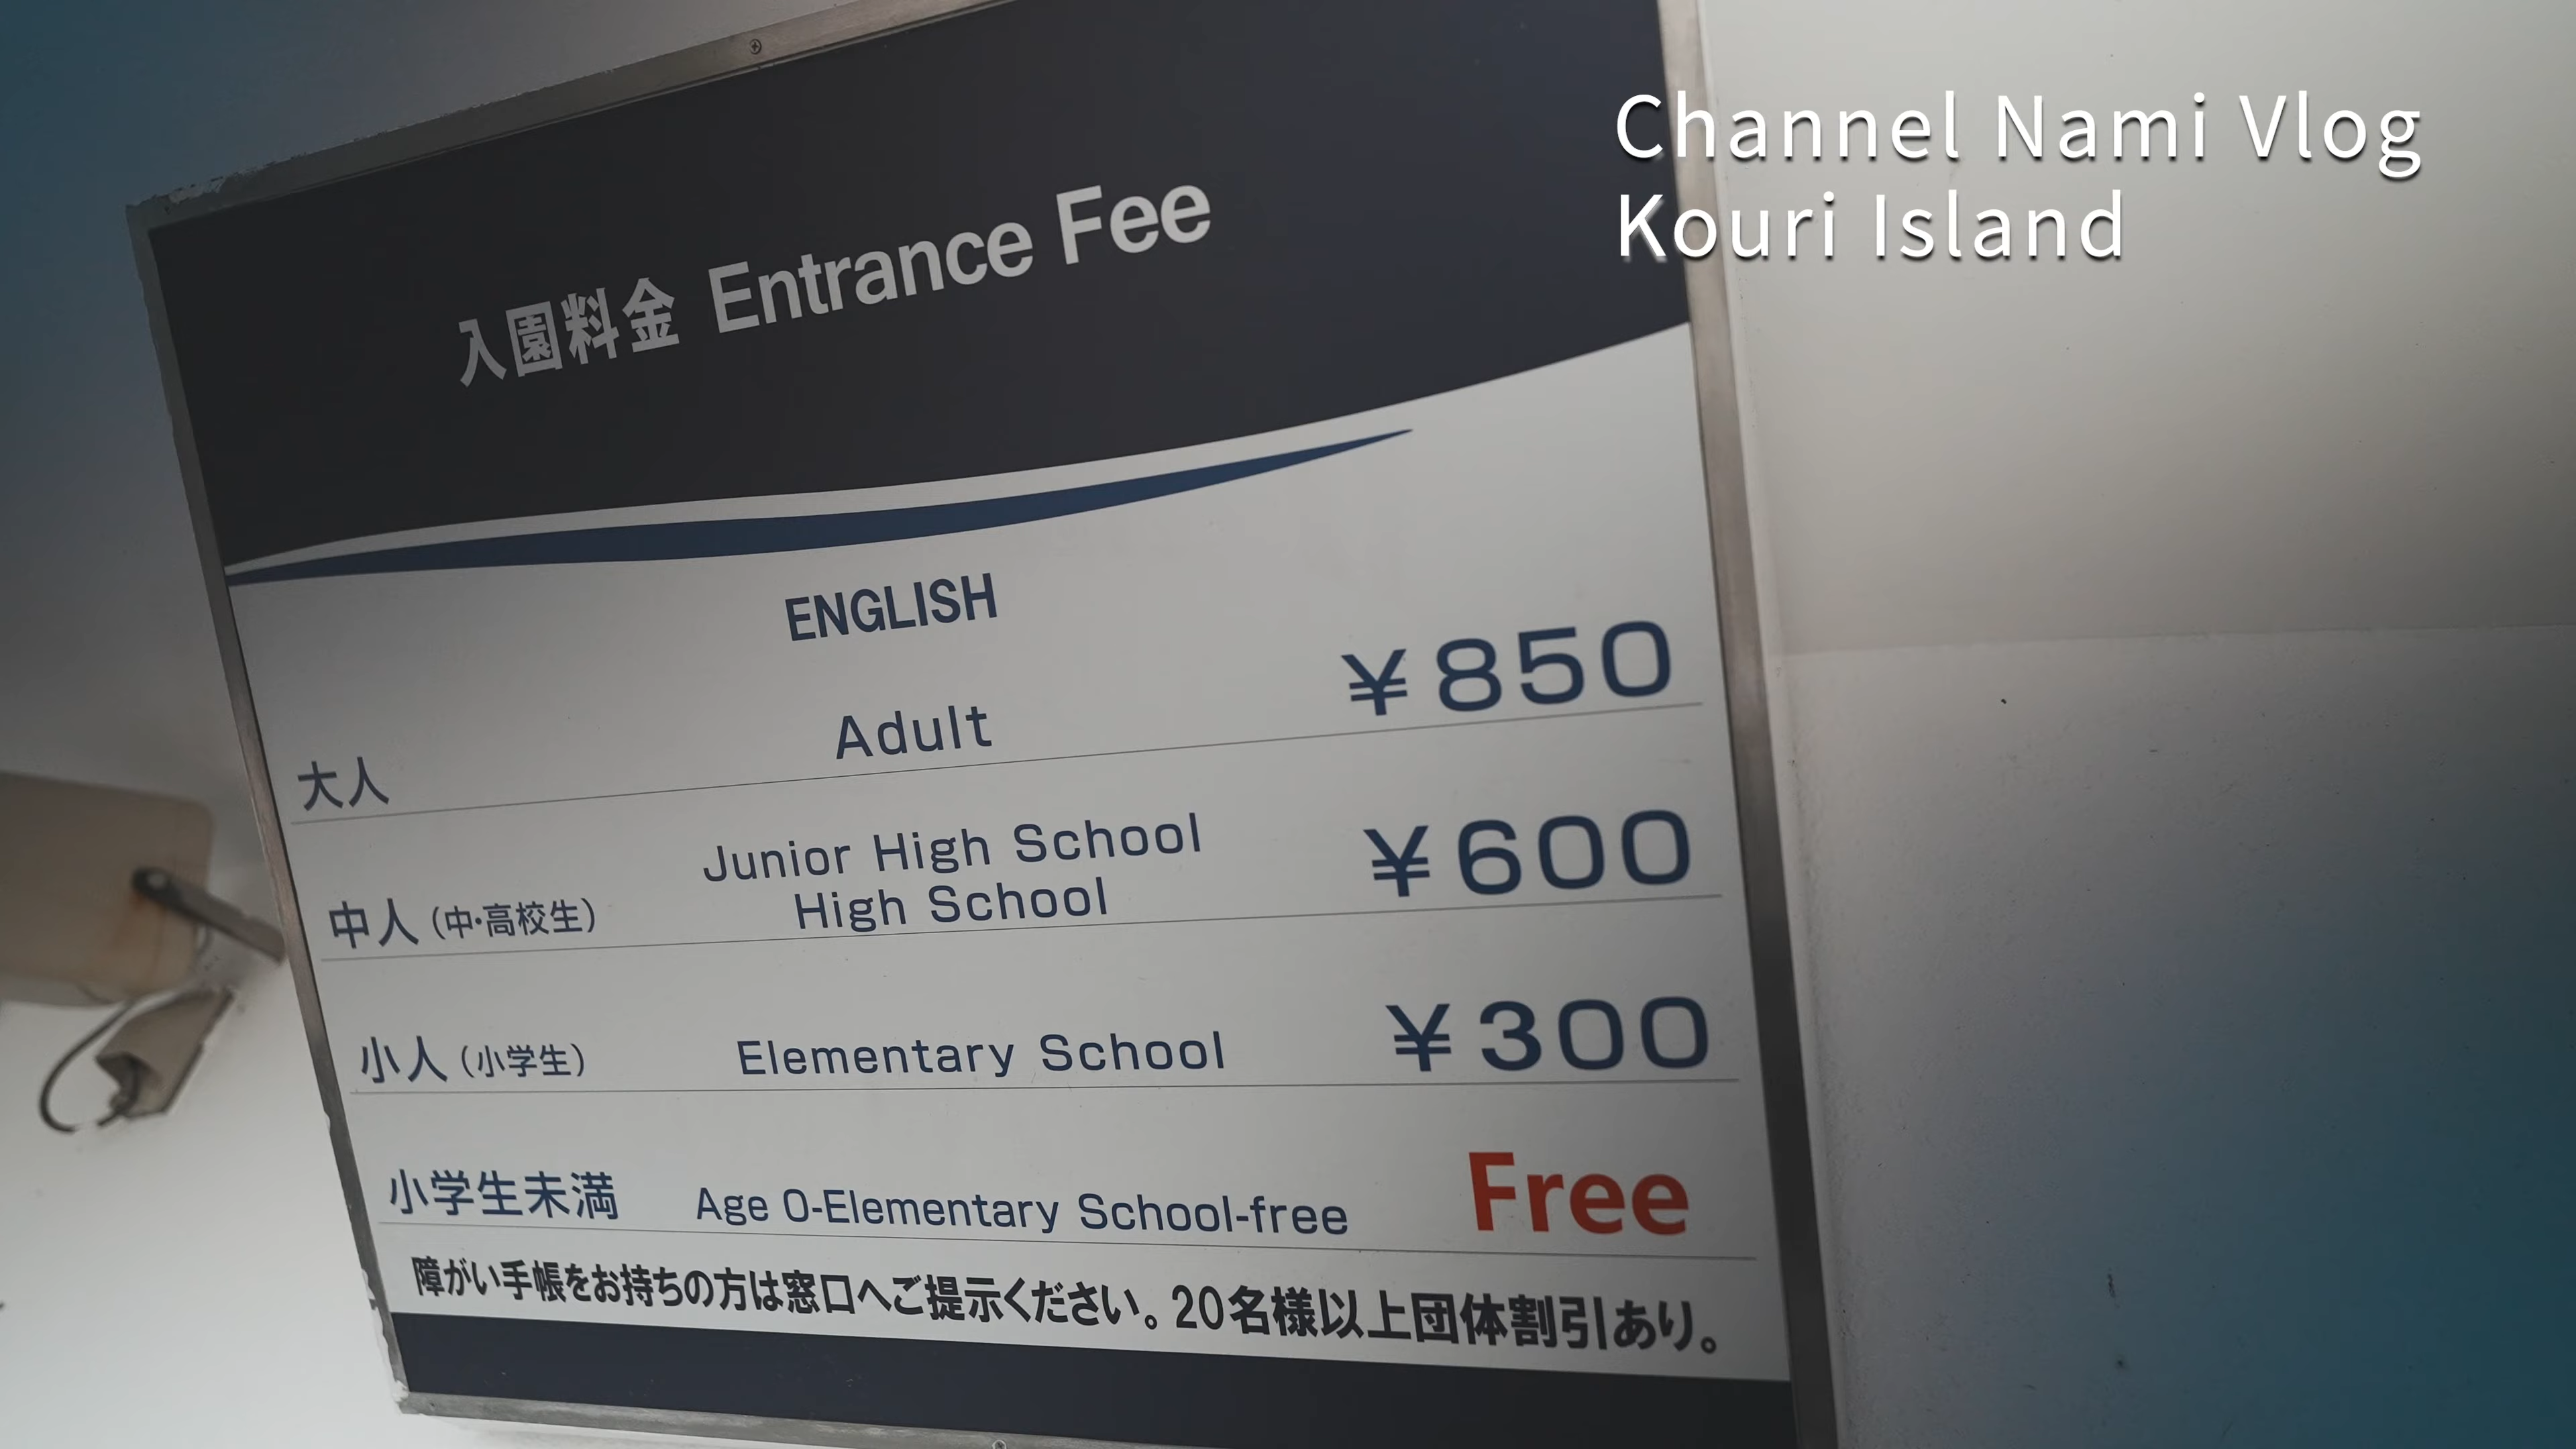 Channel Nami Vlog
Kouri Island
入園料金 Entrance Fee
ENGLISH
大人 Adult ¥850
中人(中・高校生) Junior High School
High School ¥600
小人(小学生) Elementary School ¥300
小学生未満 Age 0-Elementary School-free Free
障がい手帳をお持ちの方は窓口へご提示ください。20名様以上団体割引あり。